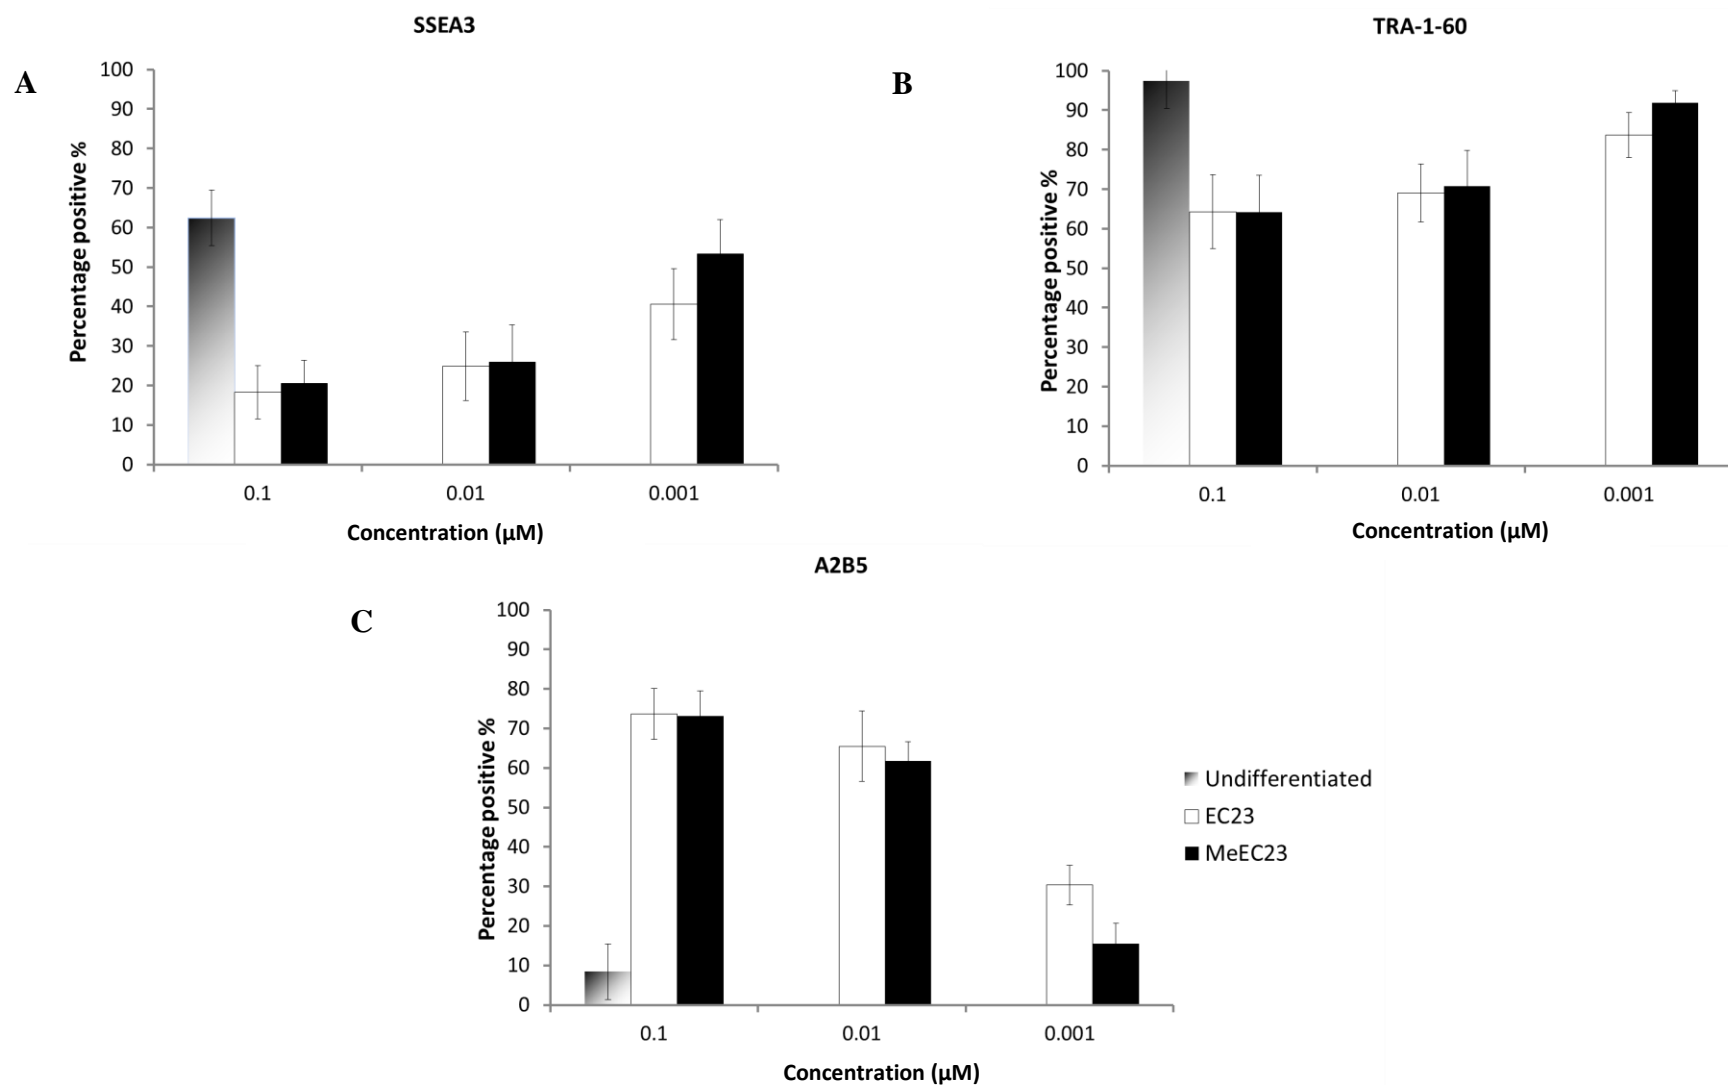 SSEA3
A
Percentage positive %
100
90
80
70
60
50
40
30
20
10
0
0.1 0.01 0.001
Concentration (µM)
TRA-1-60
B
Percentage positive %
100
90
80
70
60
50
40
30
20
10
0
0.1 0.01 0.001
Concentration (µM)
A2B5
C
Percentage positive %
100
90
80
70
60
50
40
30
20
10
0
0.1 0.01 0.001
Concentration (µM)
Undifferentiated
EC23
MeEC23